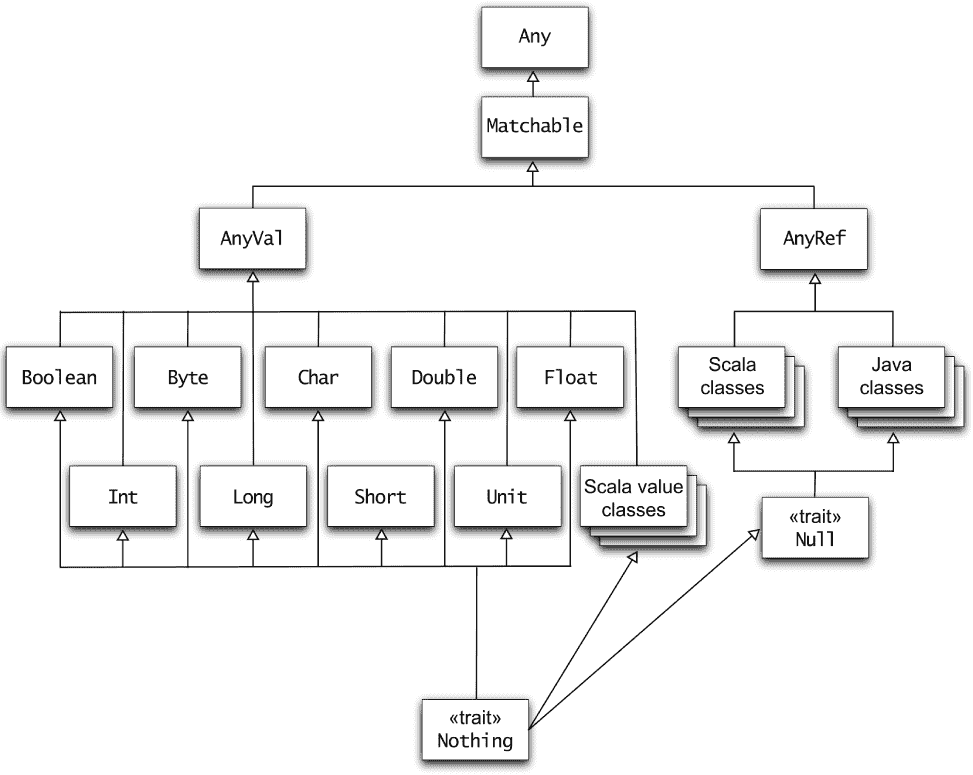 Any
Matchable
AnyVal
AnyRef
Boolean
Byte
Char
Double
Float
Scala
classes
Java
classes
Int
Long
Short
Unit
Scala value
classes
«trait»
Null
«trait»
Nothing